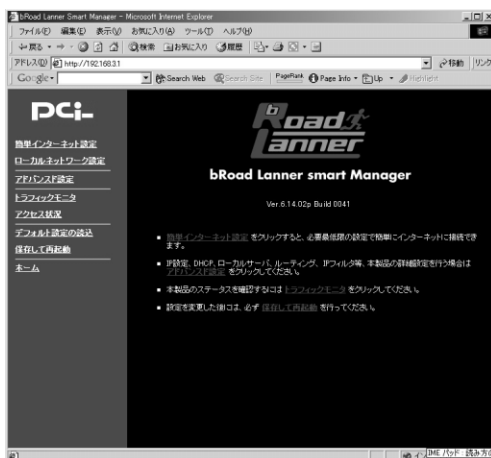 bRoad Lanner Smart Manager - Microsoft Internet Explorer
ファイル(F) 編集(E) 表示(V) お気に入り(A) ツール(T) ヘルプ(H)
戻る 検索 お気に入り 履歴
アドレス(D) http://192.168.3.1 移動 リンク
Google Search Web Search Site PageRank Page Info Up Highlight
PCi
簡単インターネット設定
ローカルネットワーク設定
アドバンスド設定
トラフィックモニタ
アクセス状況
デフォルト設定の読込
保存して再起動
ホーム
bRoad
Lanner
bRoad Lanner smart Manager
Ver.6.14.02p Build 0041
簡単インターネット設定 をクリックすると、必要最低限の設定で簡単にインターネットに接続でき
ます。
IP設定、DHCP、ローカルサーバ、ルーティング、IPフィルタ等、本製品の詳細設定を行う場合は
アドバンスド設定 をクリックしてください。
本製品のステータスを確認するには トラフィックモニタ をクリックしてください。
設定を変更した後には、必ず 保存して再起動 を行ってください。
IME パッド : 読み方の